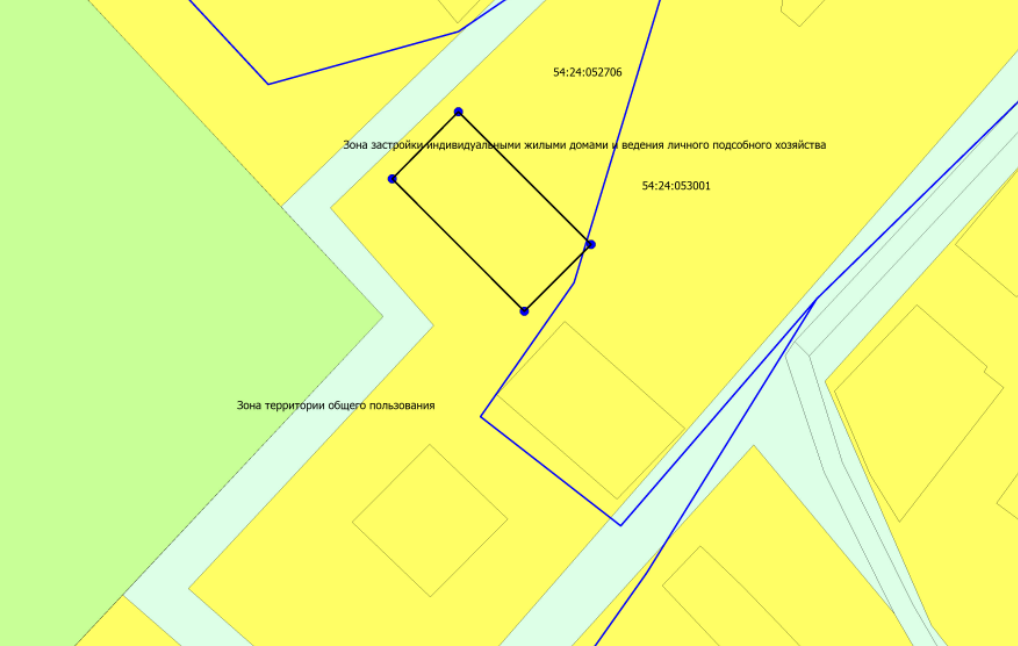 54:24:052706
Зона застройки индивидуальными жилыми домами и ведения личного подсобного хозяйства
54:24:053001
Зона территории общего пользования